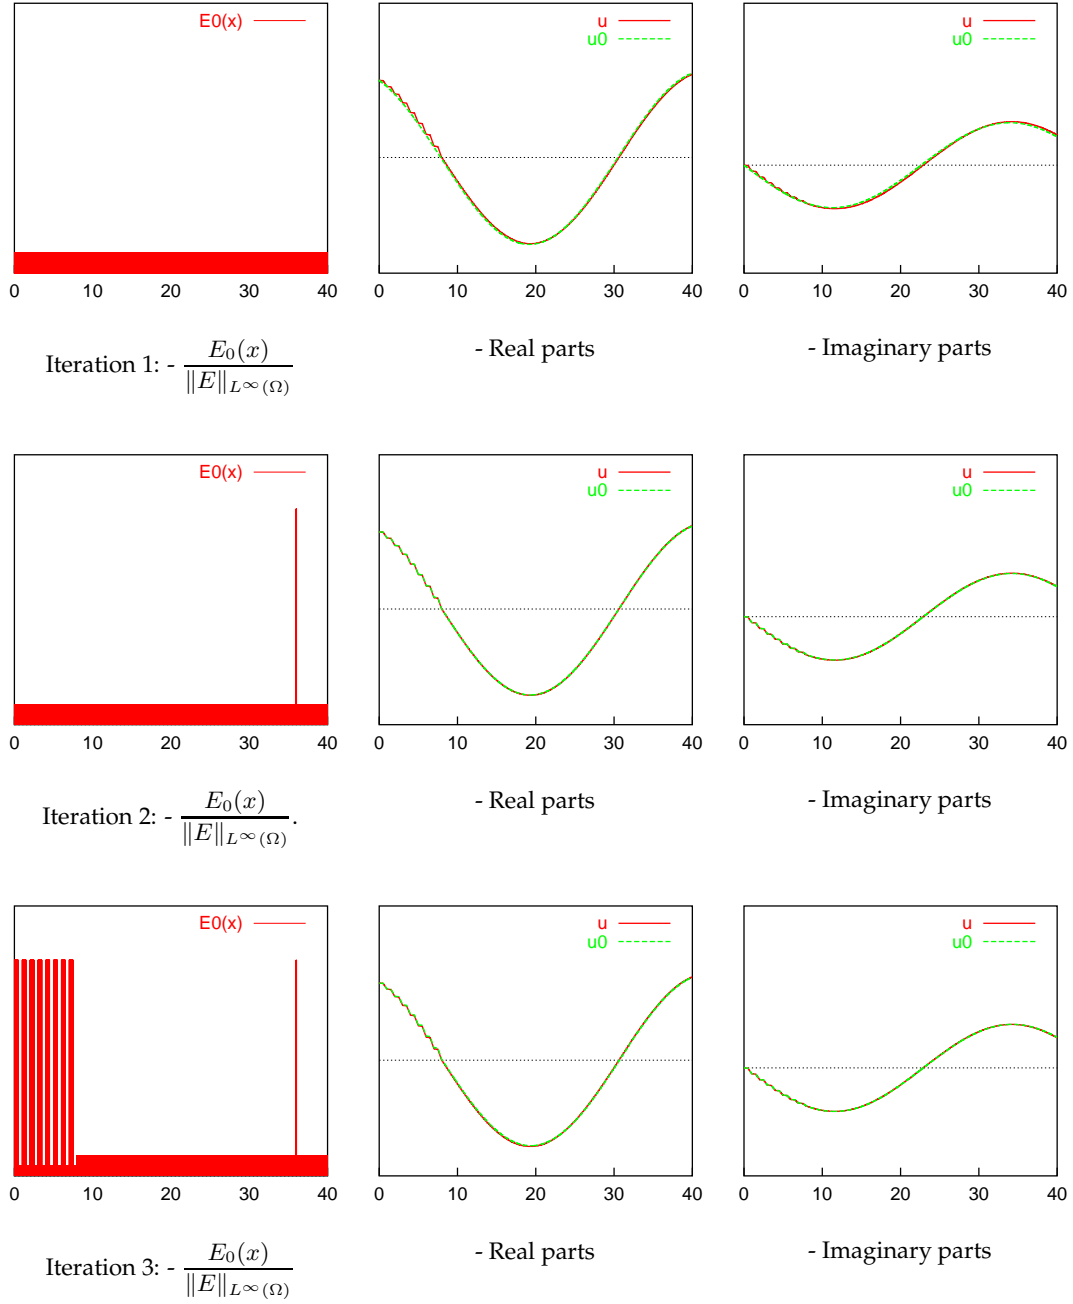 E0(x)
0 10 20 30 40
u
u0
0 10 20 30 40
u
u0
0 10 20 30 40
Iteration 1: - E₀(x) / ‖E‖L∞(Ω)
- Real parts
- Imaginary parts
E0(x)
0 10 20 30 40
u
u0
0 10 20 30 40
u
u0
0 10 20 30 40
Iteration 2: - E₀(x) / ‖E‖L∞(Ω).
- Real parts
- Imaginary parts
E0(x)
0 10 20 30 40
u
u0
0 10 20 30 40
u
u0
0 10 20 30 40
Iteration 3: - E₀(x) / ‖E‖L∞(Ω)
- Real parts
- Imaginary parts